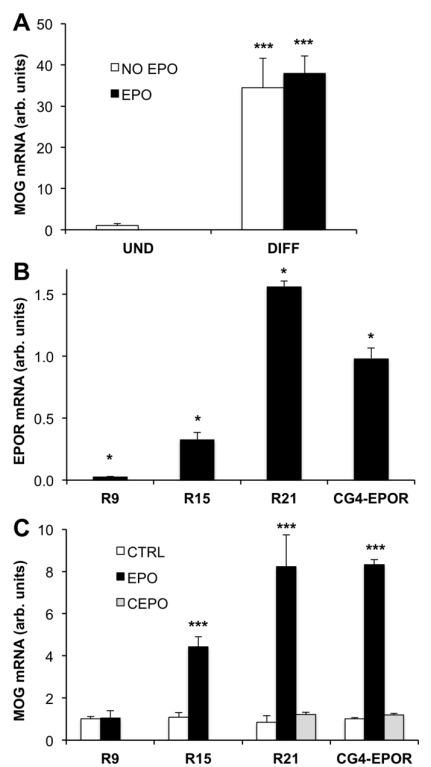 A
MOG mRNA (arb. units)
50
40
30
20
10
0
NO EPO
EPO
***
***
UND
DIFF
B
EPOR mRNA (arb. units)
1.5
1.0
0.5
0.0
*
*
*
*
R9
R15
R21
CG4-EPOR
C
MOG mRNA (arb. units)
10
8
6
4
2
0
CTRL
EPO
CEPO
***
***
***
R9
R15
R21
CG4-EPOR